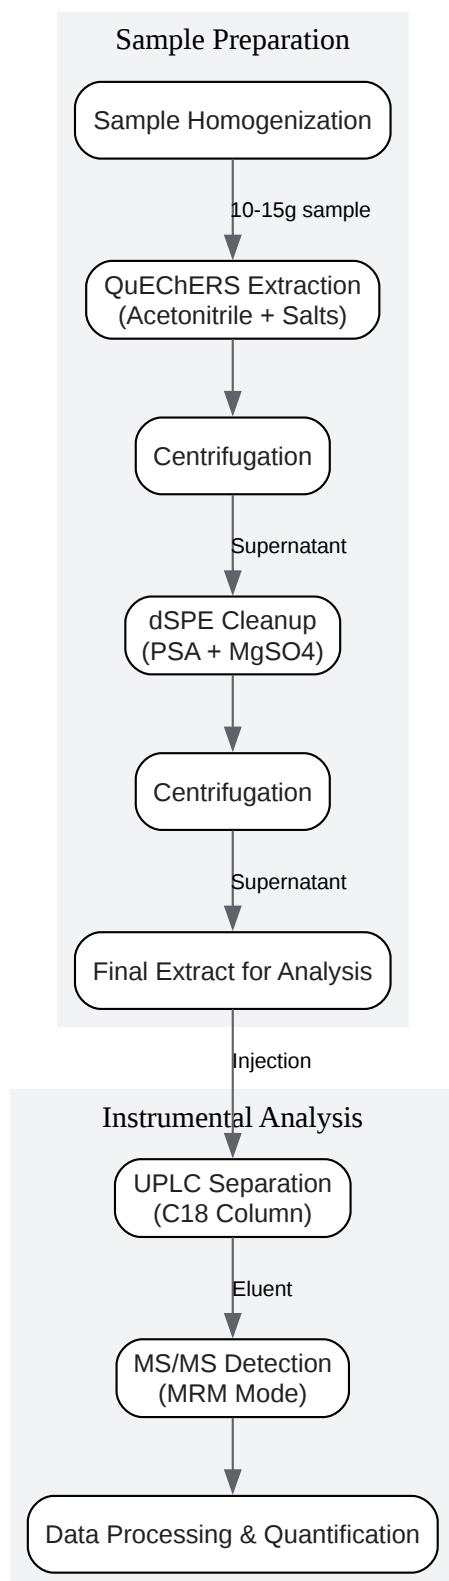 Sample Preparation
Sample Homogenization
10-15g sample
QuEChERS Extraction
(Acetonitrile + Salts)
Centrifugation
Supernatant
dSPE Cleanup
(PSA + MgSO4)
Centrifugation
Supernatant
Final Extract for Analysis
Injection
Instrumental Analysis
UPLC Separation
(C18 Column)
Eluent
MS/MS Detection
(MRM Mode)
Data Processing & Quantification